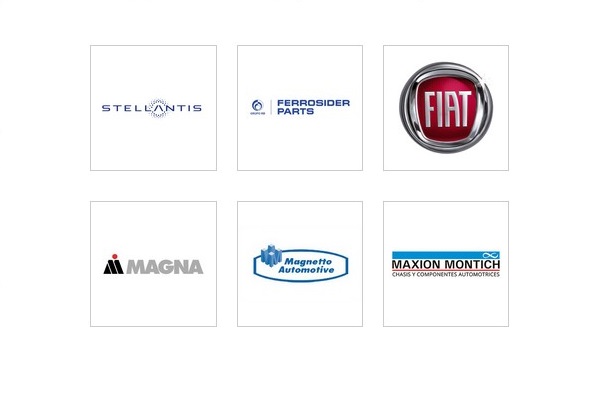 STELLANTIS
FERROSIDER
PARTS
FIAT
MAGNA
Magnetto
Automotive
MAXION MONTICH
CHASIS Y COMPONENTES AUTOMOTRICES